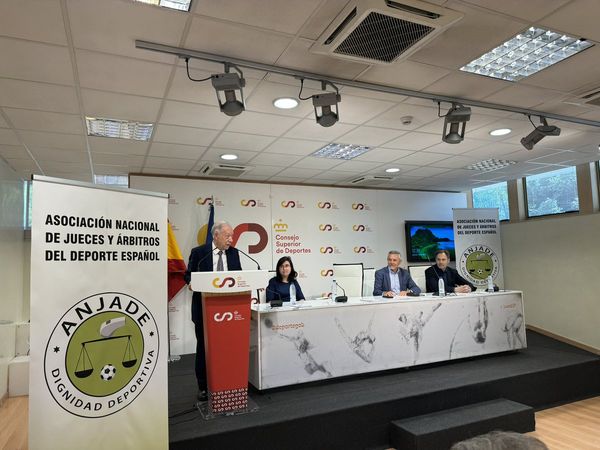 ASOCIACIÓN NACIONAL
DE JUECES Y ÁRBITROS
DEL DEPORTE ESPAÑOL
ANJADE
DIGNIDAD DEPORTIVA
Consejo
Superior
de Deportes
ASOCIACIÓN NACIONAL
DE JUECES Y ÁRBITROS
DEL DEPORTE ESPAÑOL
ANJADE